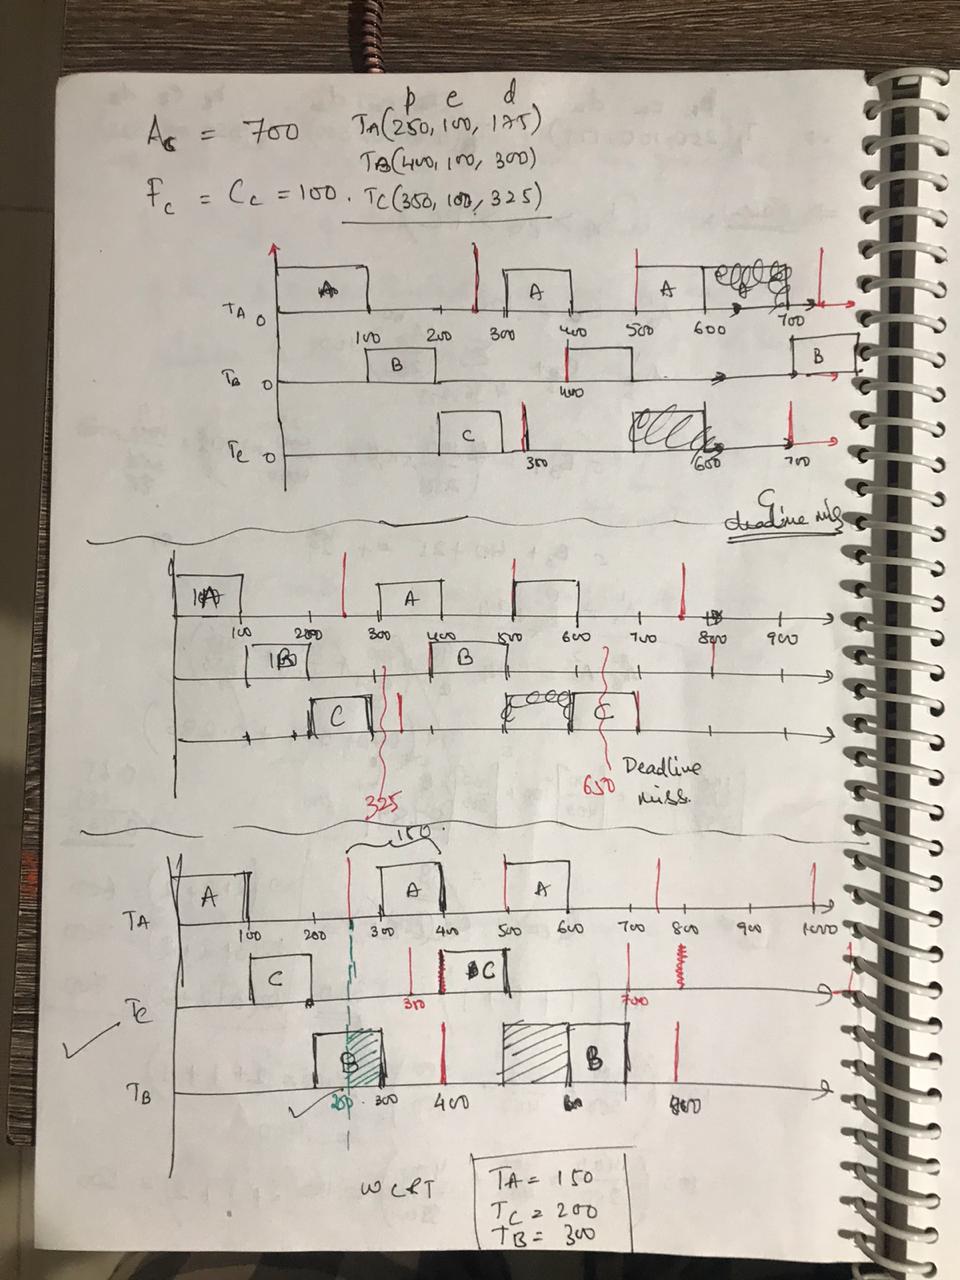 p e d
A = 700 TA(250, 100, 175)
TB(400, 100, 300)
Fc = Cc = 100. TC(350, 100, 325)
A A A
TA 0 100 200 300 400 500 600 700
B B
TB 0 400
C
TC 0 350 600 700
C
deadline miss
A A
100 200 300 400 500 600 700 800 900
B B
C C
325 650 Deadline
miss.
150
A A A
TA 100 200 300 400 500 600 700 800 900 1000
C C
TC 350 700
B B
TB 250 300 400 600 800
WCRT TA = 150
TC = 200
TB = 300